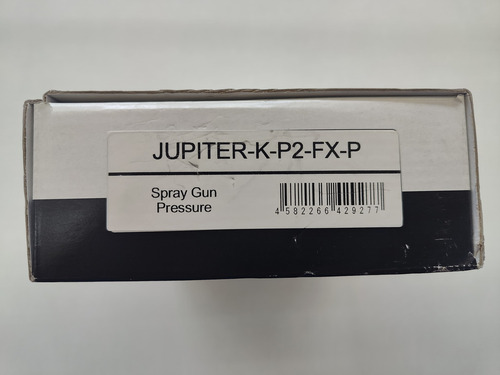 JUPITER-K-P2-FX-P
Spray Gun
Pressure
4 582266 429277